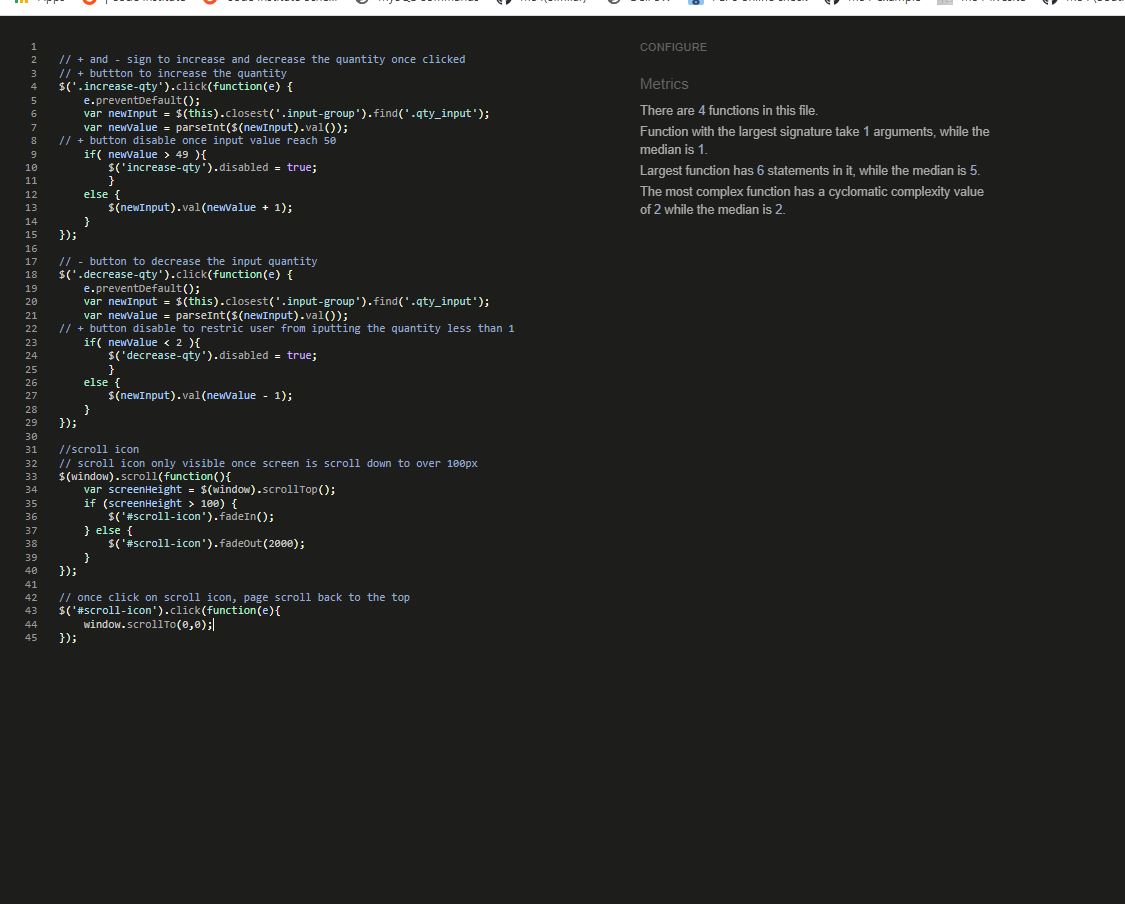 1
2 // + and - sign to increase and decrease the quantity once clicked
3 // + buttton to increase the quantity
4 $('.increase-qty').click(function(e) {
5 e.preventDefault();
6 var newInput = $(this).closest('.input-group').find('.qty_input');
7 var newValue = parseInt($(newInput).val());
8 // + button disable once input value reach 50
9 if( newValue > 49 ){
10 $('increase-qty').disabled = true;
11 }
12 else {
13 $(newInput).val(newValue + 1);
14 }
15 });
16
17 // - button to decrease the input quantity
18 $('.decrease-qty').click(function(e) {
19 e.preventDefault();
20 var newInput = $(this).closest('.input-group').find('.qty_input');
21 var newValue = parseInt($(newInput).val());
22 // + button disable to restric user from iputting the quantity less than 1
23 if( newValue < 2 ){
24 $('decrease-qty').disabled = true;
25 }
26 else {
27 $(newInput).val(newValue - 1);
28 }
29 });
30
31 //scroll icon
32 // scroll icon only visible once screen is scroll down to over 100px
33 $(window).scroll(function(){
34 var screenHeight = $(window).scrollTop();
35 if (screenHeight > 100) {
36 $('#scroll-icon').fadeIn();
37 } else {
38 $('#scroll-icon').fadeOut(2000);
39 }
40 });
41
42 // once click on scroll icon, page scroll back to the top
43 $('#scroll-icon').click(function(e){
44 window.scrollTo(0,0);
45 });
CONFIGURE
Metrics
There are 4 functions in this file.
Function with the largest signature take 1 arguments, while the
median is 1.
Largest function has 6 statements in it, while the median is 5.
The most complex function has a cyclomatic complexity value
of 2 while the median is 2.